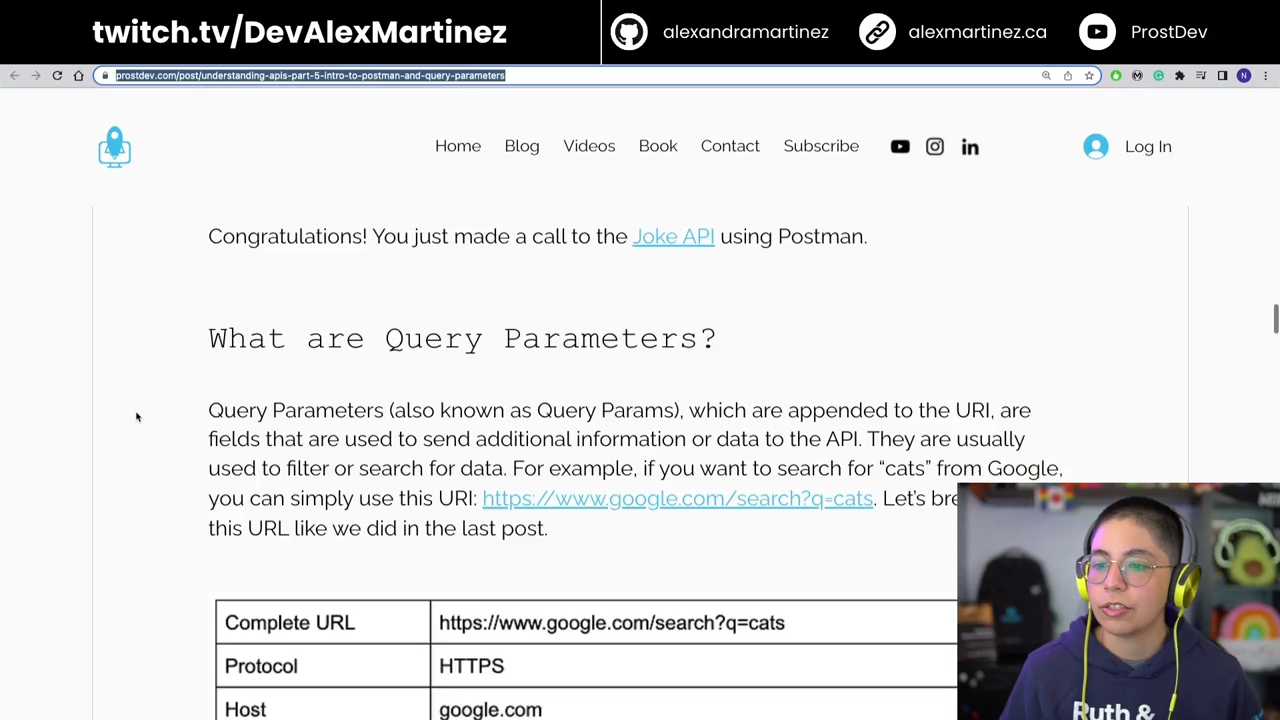 twitch.tv/DevAlexMartinez
alexandramartinez
alexmartinez.ca
ProstDev
prostdev.com/post/understanding-apis-part-5-intro-to-postman-and-query-parameters
N
Home Blog Videos Book Contact Subscribe
Log In
Congratulations! You just made a call to the Joke API using Postman.
What are Query Parameters?
Query Parameters (also known as Query Params), which are appended to the URI, are
fields that are used to send additional information or data to the API. They are usually
used to filter or search for data. For example, if you want to search for “cats” from Google,
you can simply use this URI: https://www.google.com/search?q=cats. Let’s
this URL like we did in the last post.
Complete URL https://www.google.com/search?q=cats
Protocol HTTPS
Host google.com
Ruth &